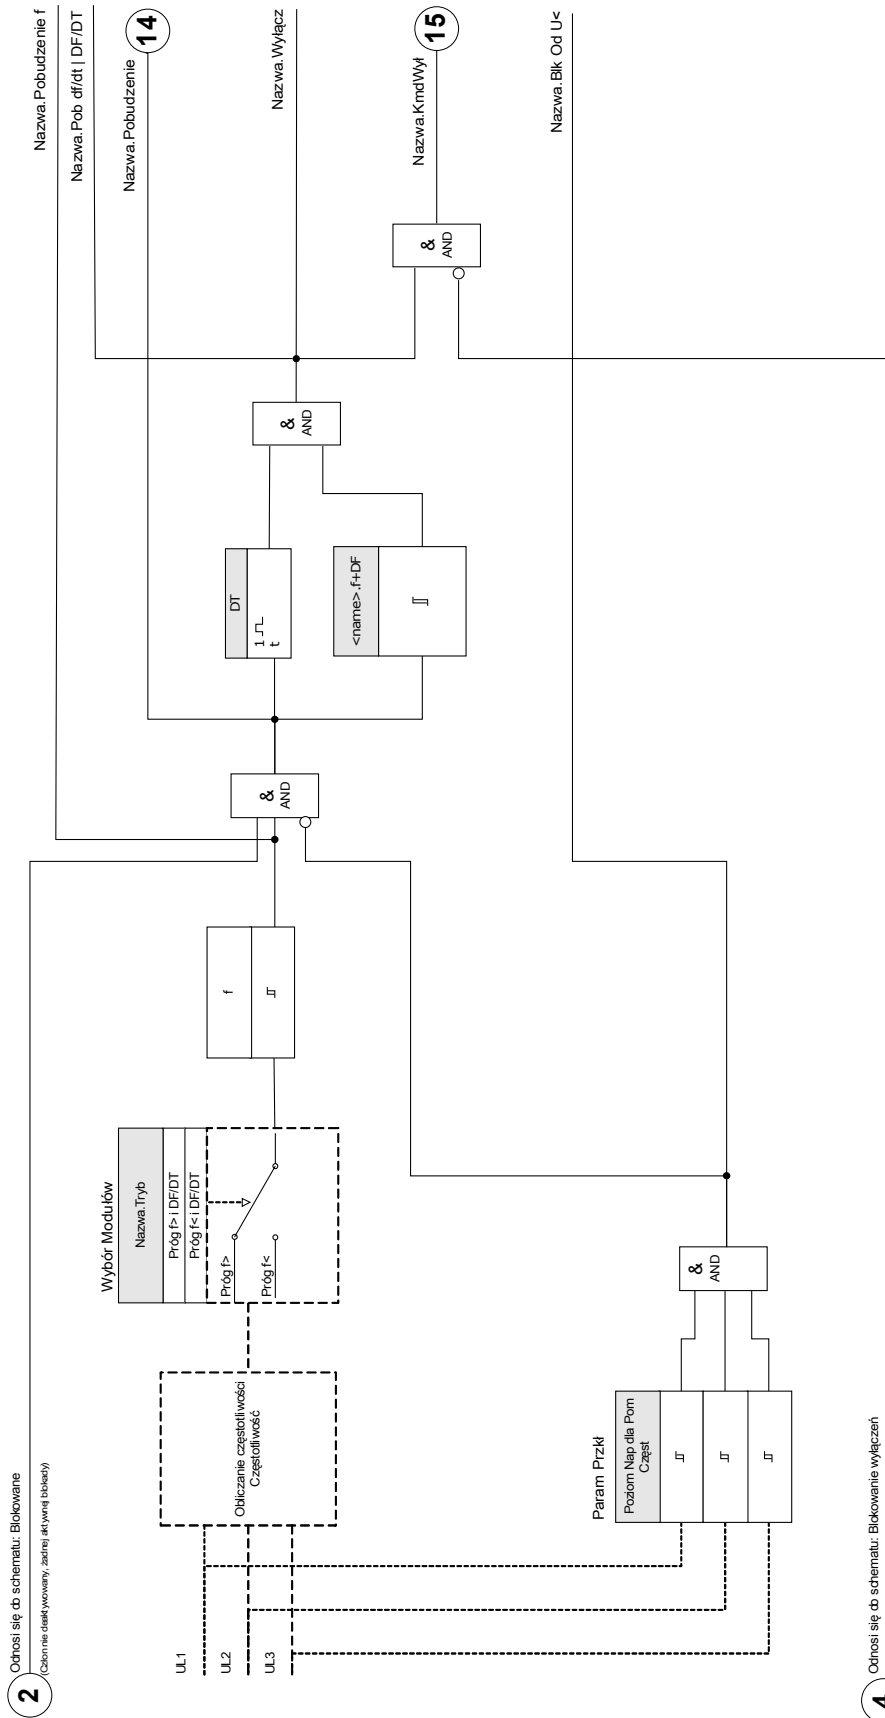 2
Odnosi się do schematu: Blokowane
(Człon nie deaktywowany, żadnej aktywnej blokady)
UL1
UL2
UL3
Obliczanie częstotliwości
Częstotliwość
Wybór Modułów
Nazwa.Tryb
Próg f> i DF/DT
Próg f< i DF/DT
Próg f>
Próg f<
f
&
AND
DT
1
t
<name>.f+DF
&
AND
&
AND
Nazwa.Pobudzenie f
Nazwa.Pob df/dt | DF/DT
Nazwa.Pobudzenie
14
Nazwa.Wyłącz
Nazwa.KmdWył
15
Nazwa.Blk Od U<
Param Przkł
Poziom Nap dla Pom
Częst
&
AND
4
Odnosi się do schematu: Blokowanie wyłączeń